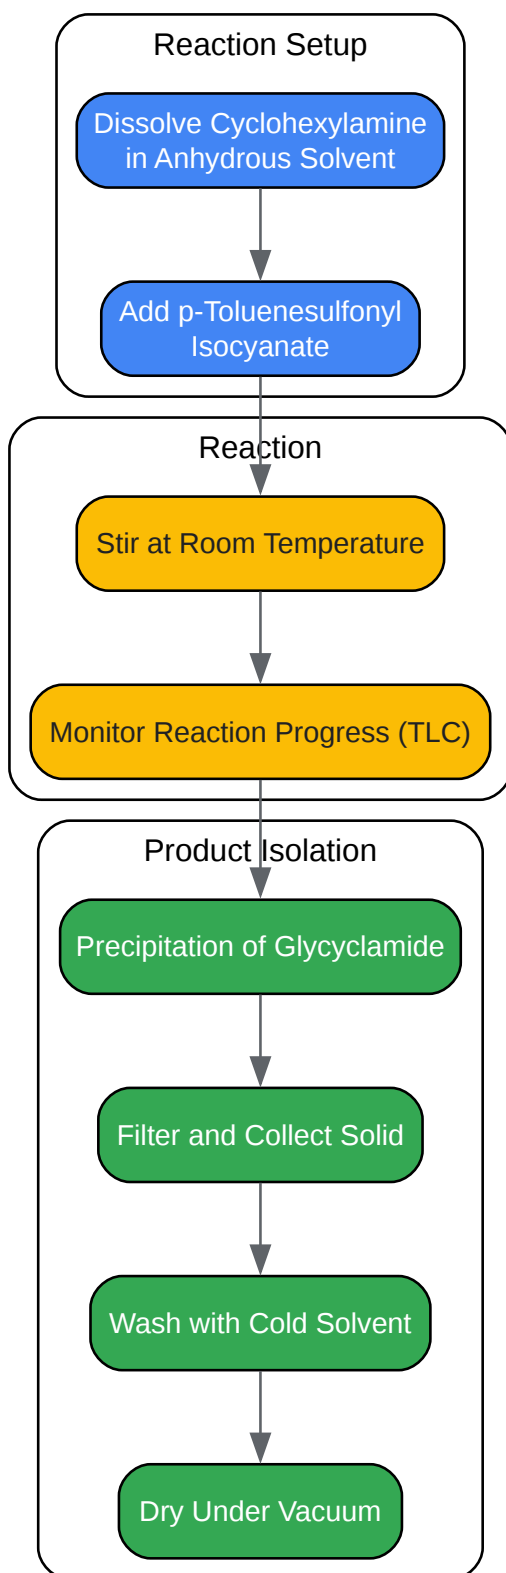 Reaction Setup
Dissolve Cyclohexylamine
in Anhydrous Solvent
Add p-Toluenesulfonyl
Isocyanate
Reaction
Stir at Room Temperature
Monitor Reaction Progress (TLC)
Product Isolation
Precipitation of Glycyclamide
Filter and Collect Solid
Wash with Cold Solvent
Dry Under Vacuum